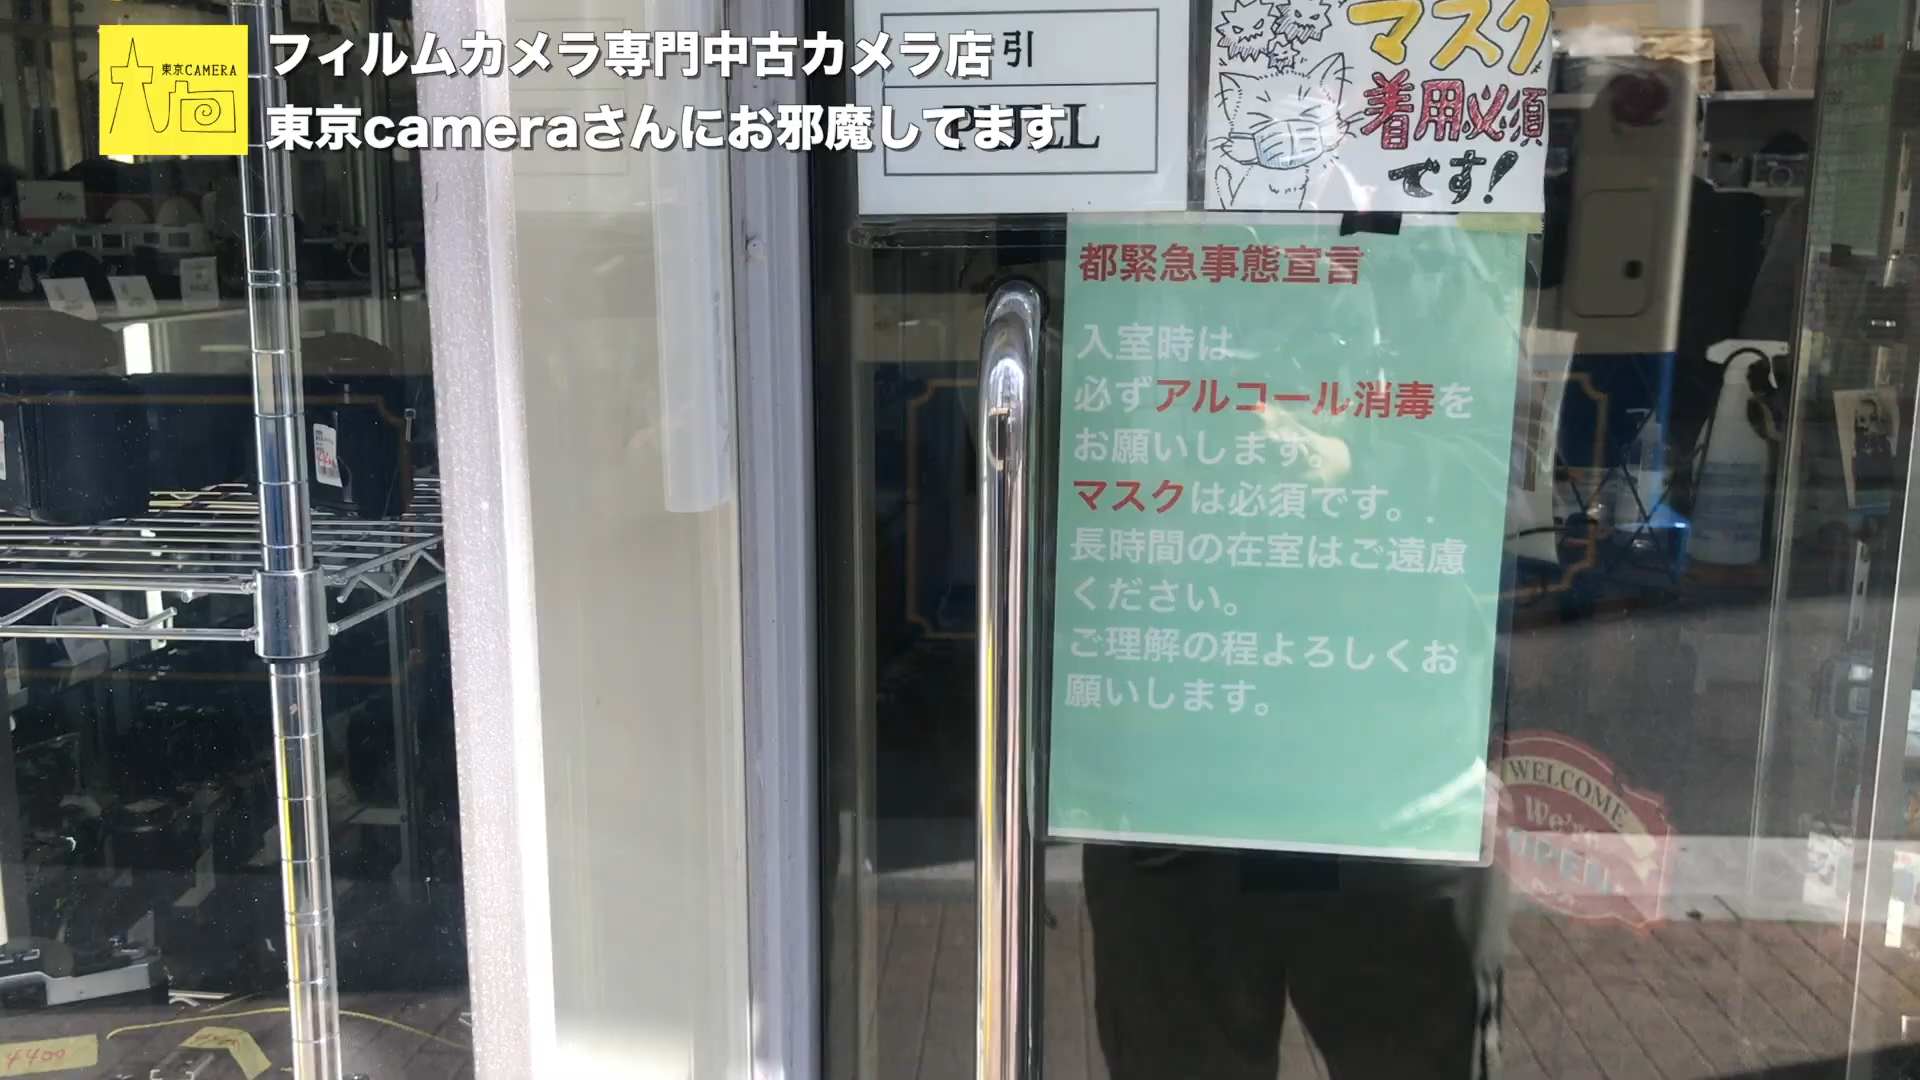 東京CAMERA
フィルムカメラ専門中古カメラ店
東京cameraさんにお邪魔してます
引
PULL
マスク
着用必須
です!
都緊急事態宣言
入室時は
必ずアルコール消毒を
お願いします。
マスクは必須です。.
長時間の在室はご遠慮
ください。
ご理解の程よろしくお
願いします。
WELCOME
We're
OPEN
4400